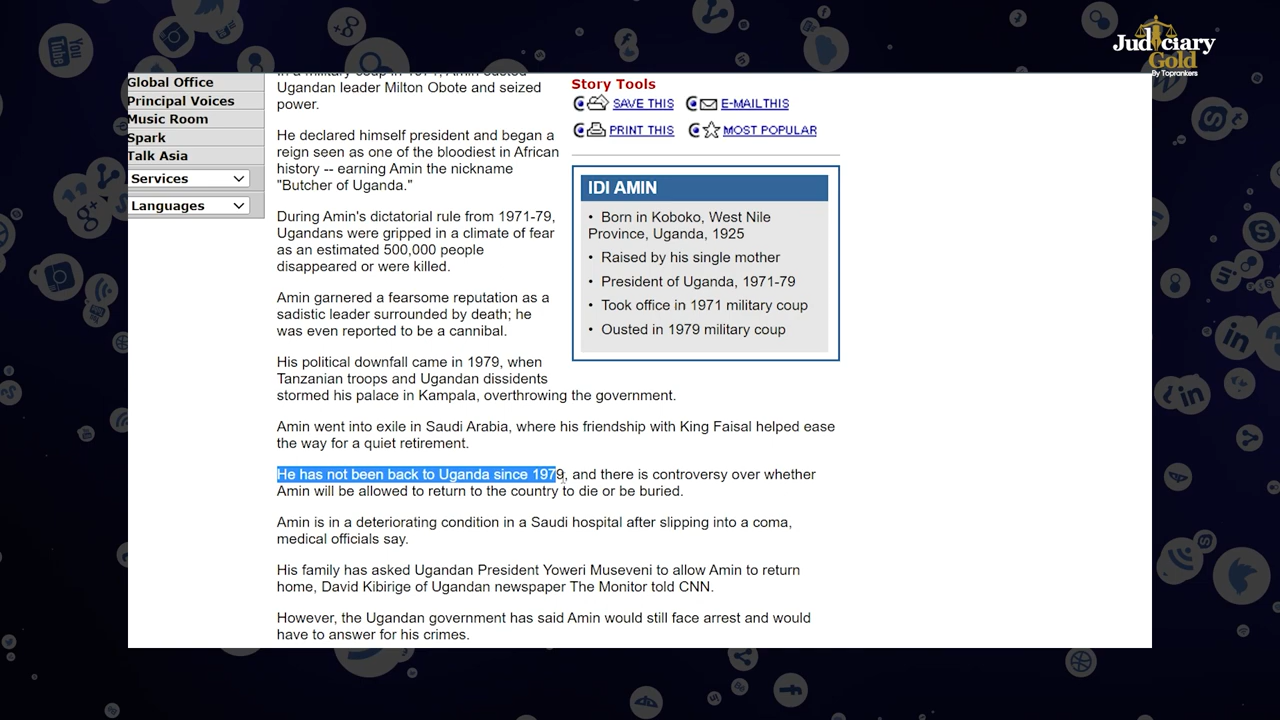 Judiciary
Gold
By Toprankers
Global Office
Principal Voices
Music Room
Spark
Talk Asia
Services
Languages
In a military coup in 1971, Amin ousted
Ugandan leader Milton Obote and seized
power.
He declared himself president and began a
reign seen as one of the bloodiest in African
history -- earning Amin the nickname
"Butcher of Uganda."
During Amin's dictatorial rule from 1971-79,
Ugandans were gripped in a climate of fear
as an estimated 500,000 people
disappeared or were killed.
Amin garnered a fearsome reputation as a
sadistic leader surrounded by death; he
was even reported to be a cannibal.
His political downfall came in 1979, when
Tanzanian troops and Ugandan dissidents
stormed his palace in Kampala, overthrowing the government.
Amin went into exile in Saudi Arabia, where his friendship with King Faisal helped ease
the way for a quiet retirement.
He has not been back to Uganda since 1979, and there is controversy over whether
Amin will be allowed to return to the country to die or be buried.
Amin is in a deteriorating condition in a Saudi hospital after slipping into a coma,
medical officials say.
His family has asked Ugandan President Yoweri Museveni to allow Amin to return
home, David Kibirige of Ugandan newspaper The Monitor told CNN.
However, the Ugandan government has said Amin would still face arrest and would
have to answer for his crimes.
Story Tools
SAVE THIS E-MAIL THIS
PRINT THIS MOST POPULAR
IDI AMIN
• Born in Koboko, West Nile
Province, Uganda, 1925
• Raised by his single mother
• President of Uganda, 1971-79
• Took office in 1971 military coup
• Ousted in 1979 military coup